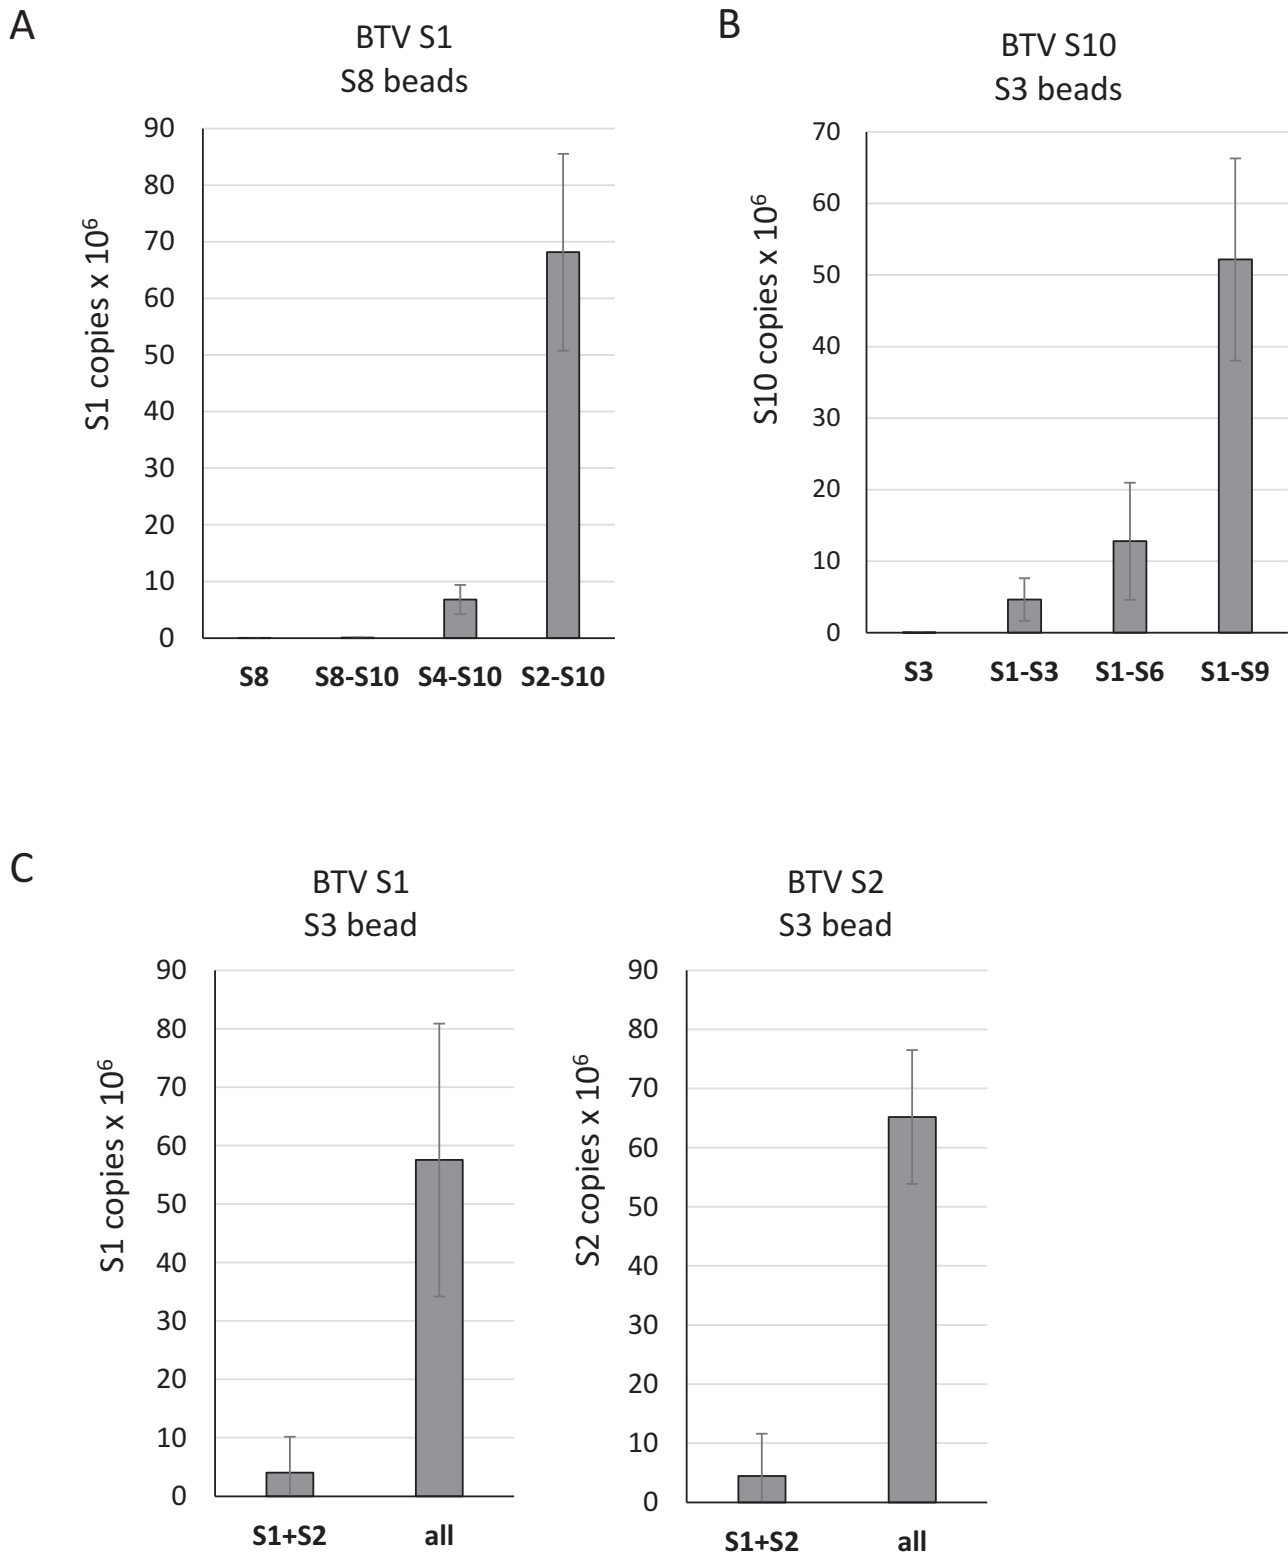 A
BTV S1
S8 beads
S1 copies x 10⁶
90
80
70
60
50
40
30
20
10
0
S8 S8-S10 S4-S10 S2-S10
B
BTV S10
S3 beads
S10 copies x 10⁶
70
60
50
40
30
20
10
0
S3 S1-S3 S1-S6 S1-S9
C
BTV S1
S3 bead
S1 copies x 10⁶
90
80
70
60
50
40
30
20
10
0
S1+S2 all
BTV S2
S3 bead
S2 copies x 10⁶
90
80
70
60
50
40
30
20
10
0
S1+S2 all